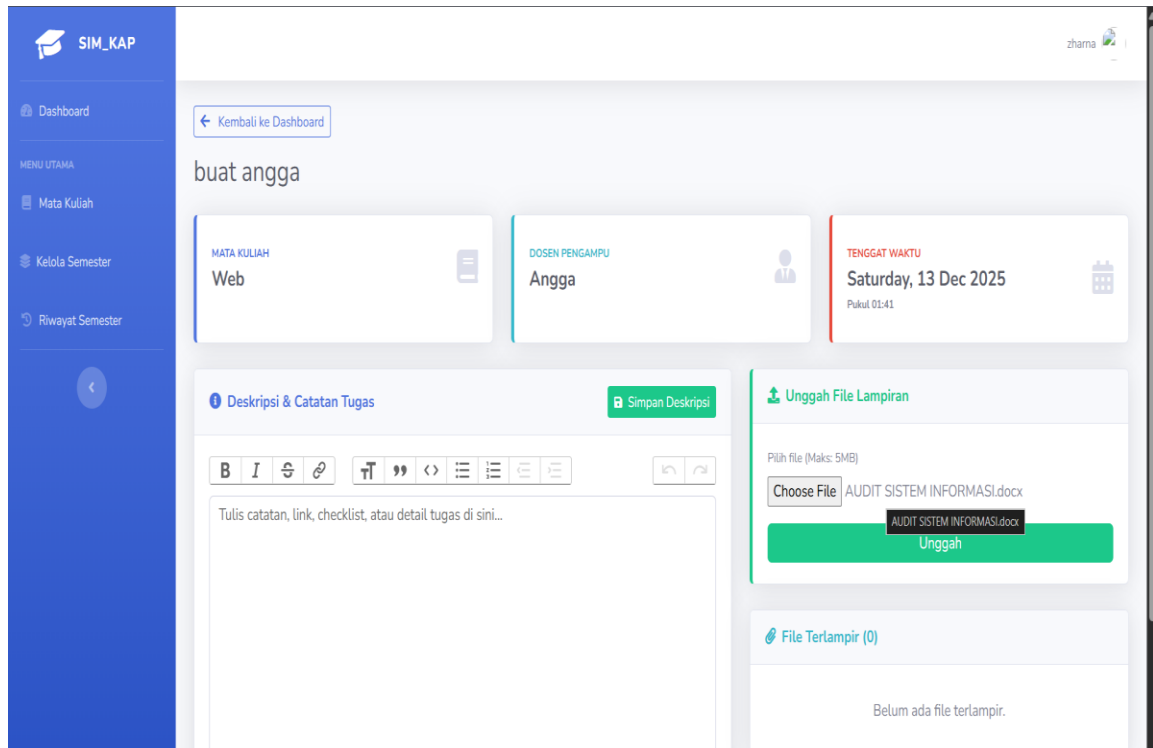 SIM_KAP
zhama
Dashboard
Kembali ke Dashboard
MENU UTAMA
buat angga
Mata Kuliah
Kelola Semester
Riwayat Semester
MATA KULIAH
Web
DOSEN PENGAMPU
Angga
TENGGAT WAKTU
Saturday, 13 Dec 2025
Pukul 01:41
Deskripsi & Catatan Tugas
Simpan Deskripsi
Tulis catatan, link, checklist, atau detail tugas di sini...
Unggah File Lampiran
Pilih file (Maks: 5MB)
Choose File AUDIT SISTEM INFORMASI.docx
AUDIT SISTEM INFORMASI.docx
Unggah
File Terlampir (0)
Belum ada file terlampir.